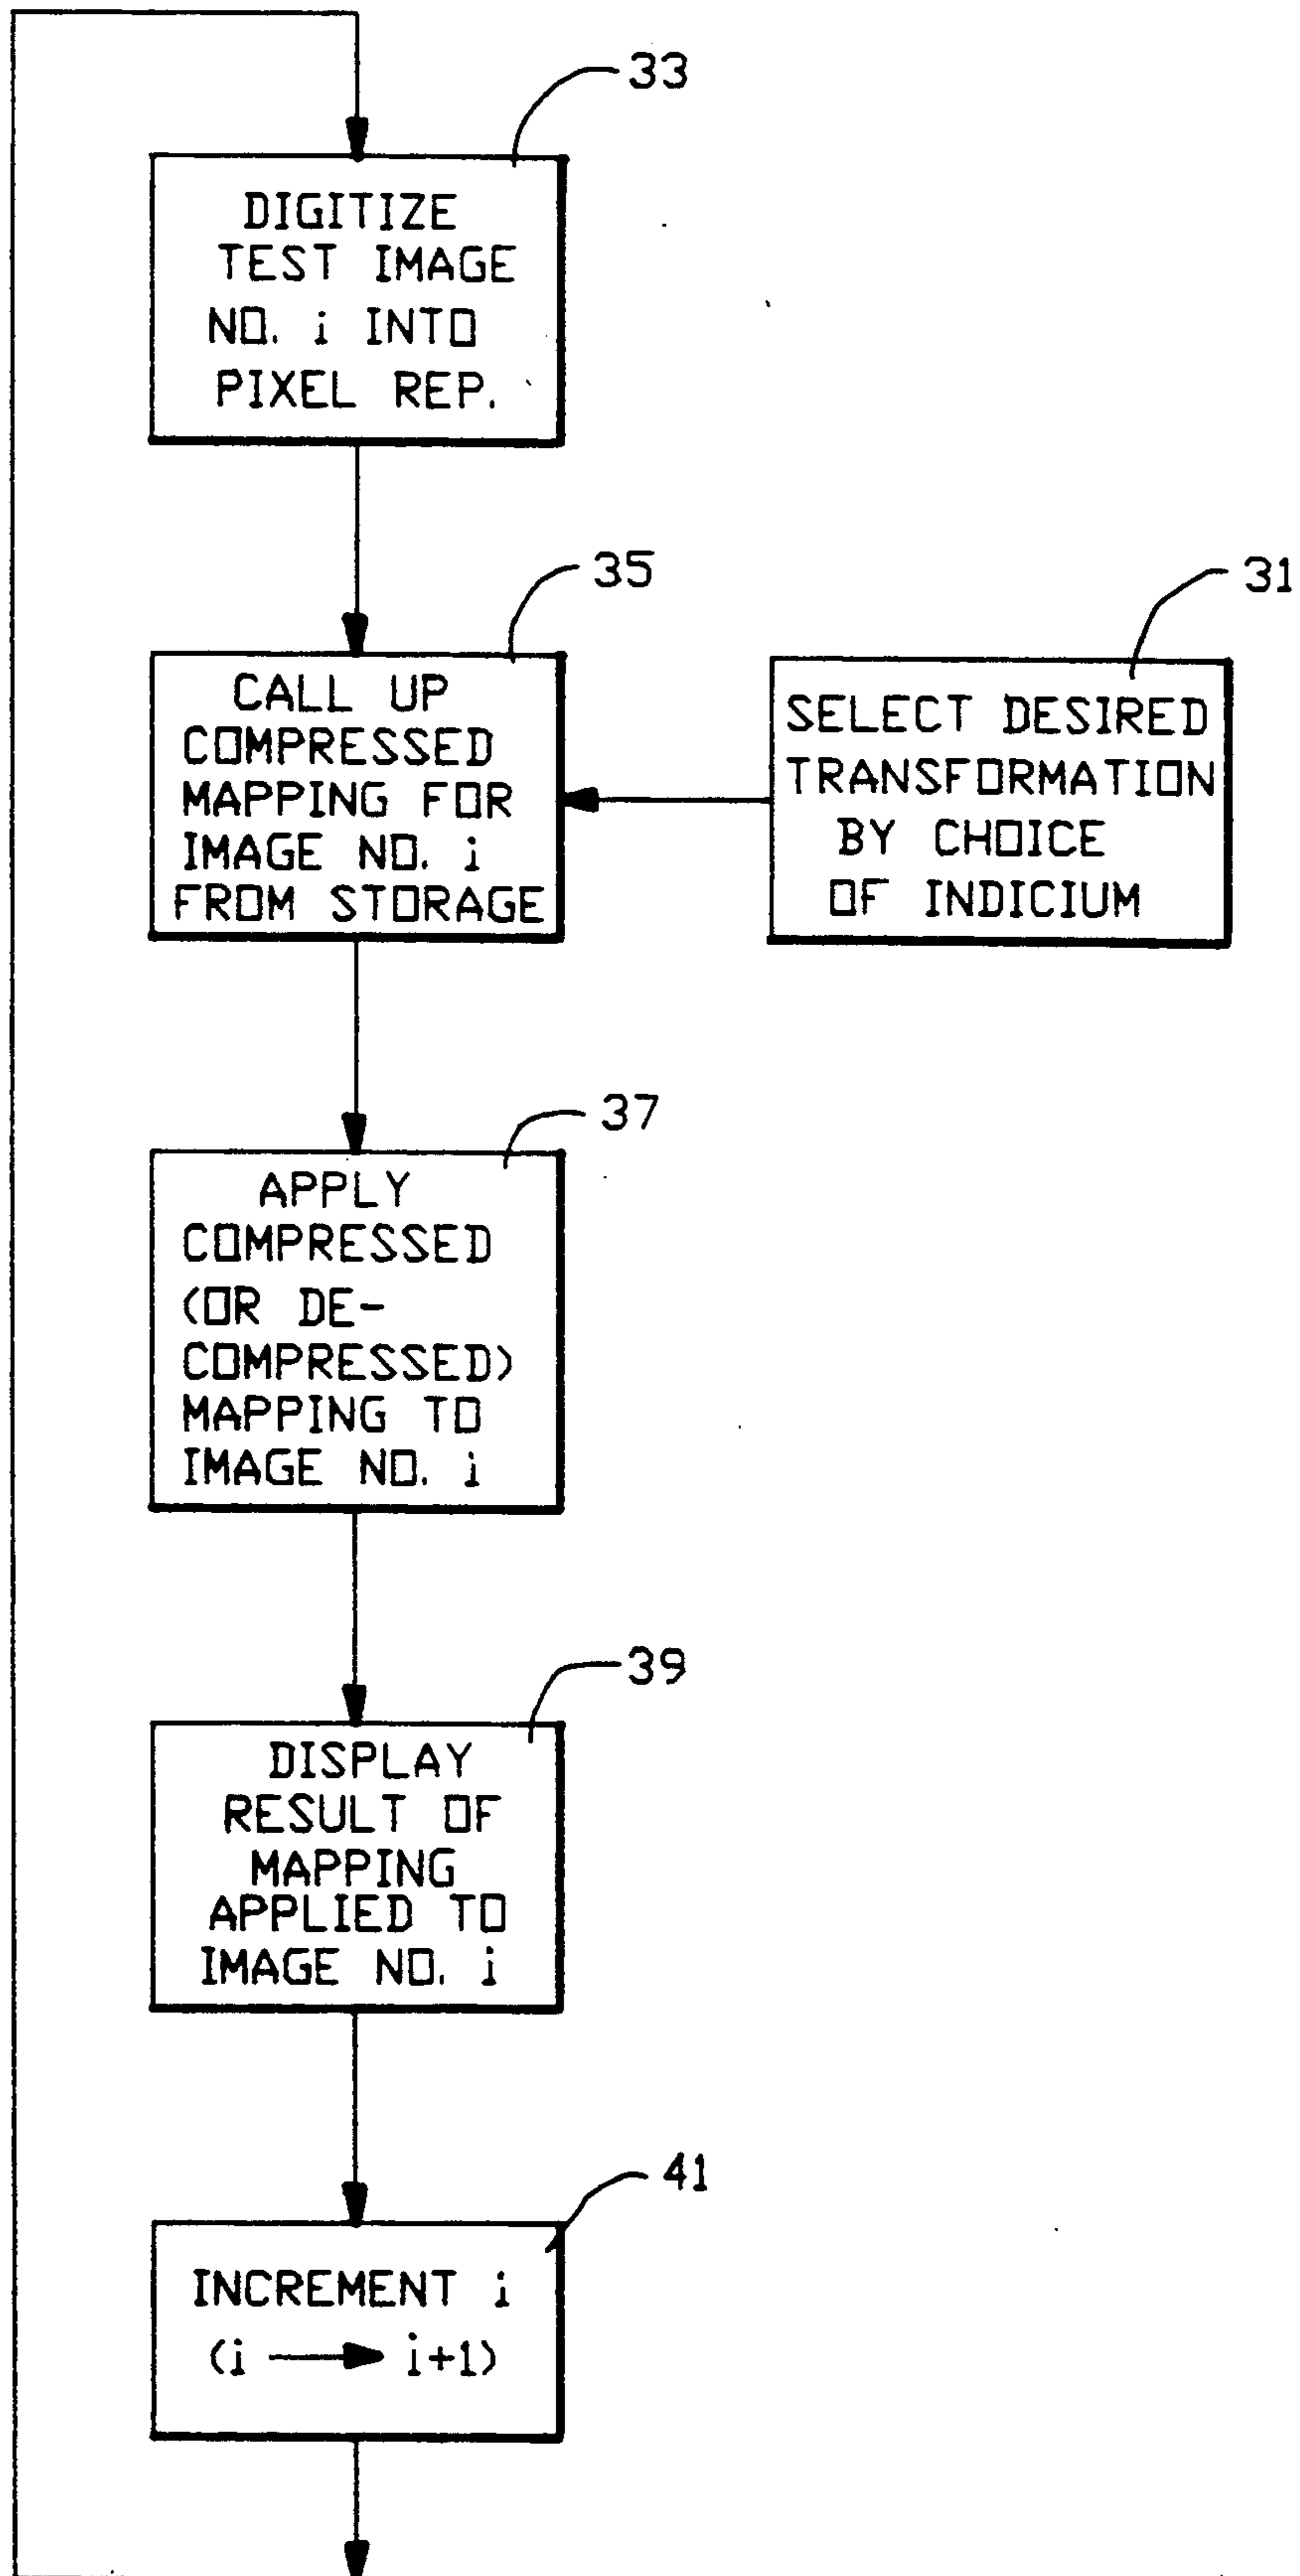 33
DIGITIZE
TEST IMAGE
NO. i INTO
PIXEL REP.
35
CALL UP
COMPRESSED
MAPPING FOR
IMAGE NO. i
FROM STORAGE
31
SELECT DESIRED
TRANSFORMATION
BY CHOICE
OF INDICIUM
37
APPLY
COMPRESSED
(OR DE-
COMPRESSED)
MAPPING TO
IMAGE NO. i
39
DISPLAY
RESULT OF
MAPPING
APPLIED TO
IMAGE NO. i
41
INCREMENT i
(i → i+1)